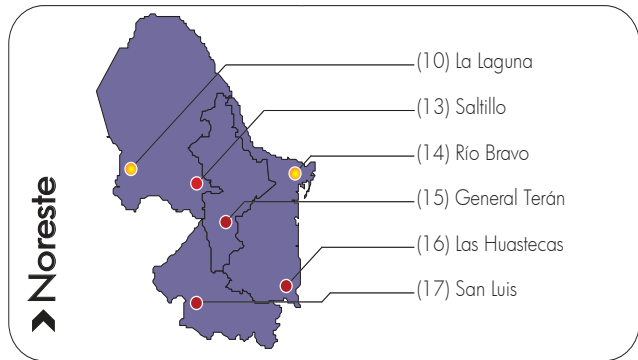 (10) La Laguna
(13) Saltillo
(14) Río Bravo
(15) General Terán
(16) Las Huastecas
(17) San Luis
Noreste